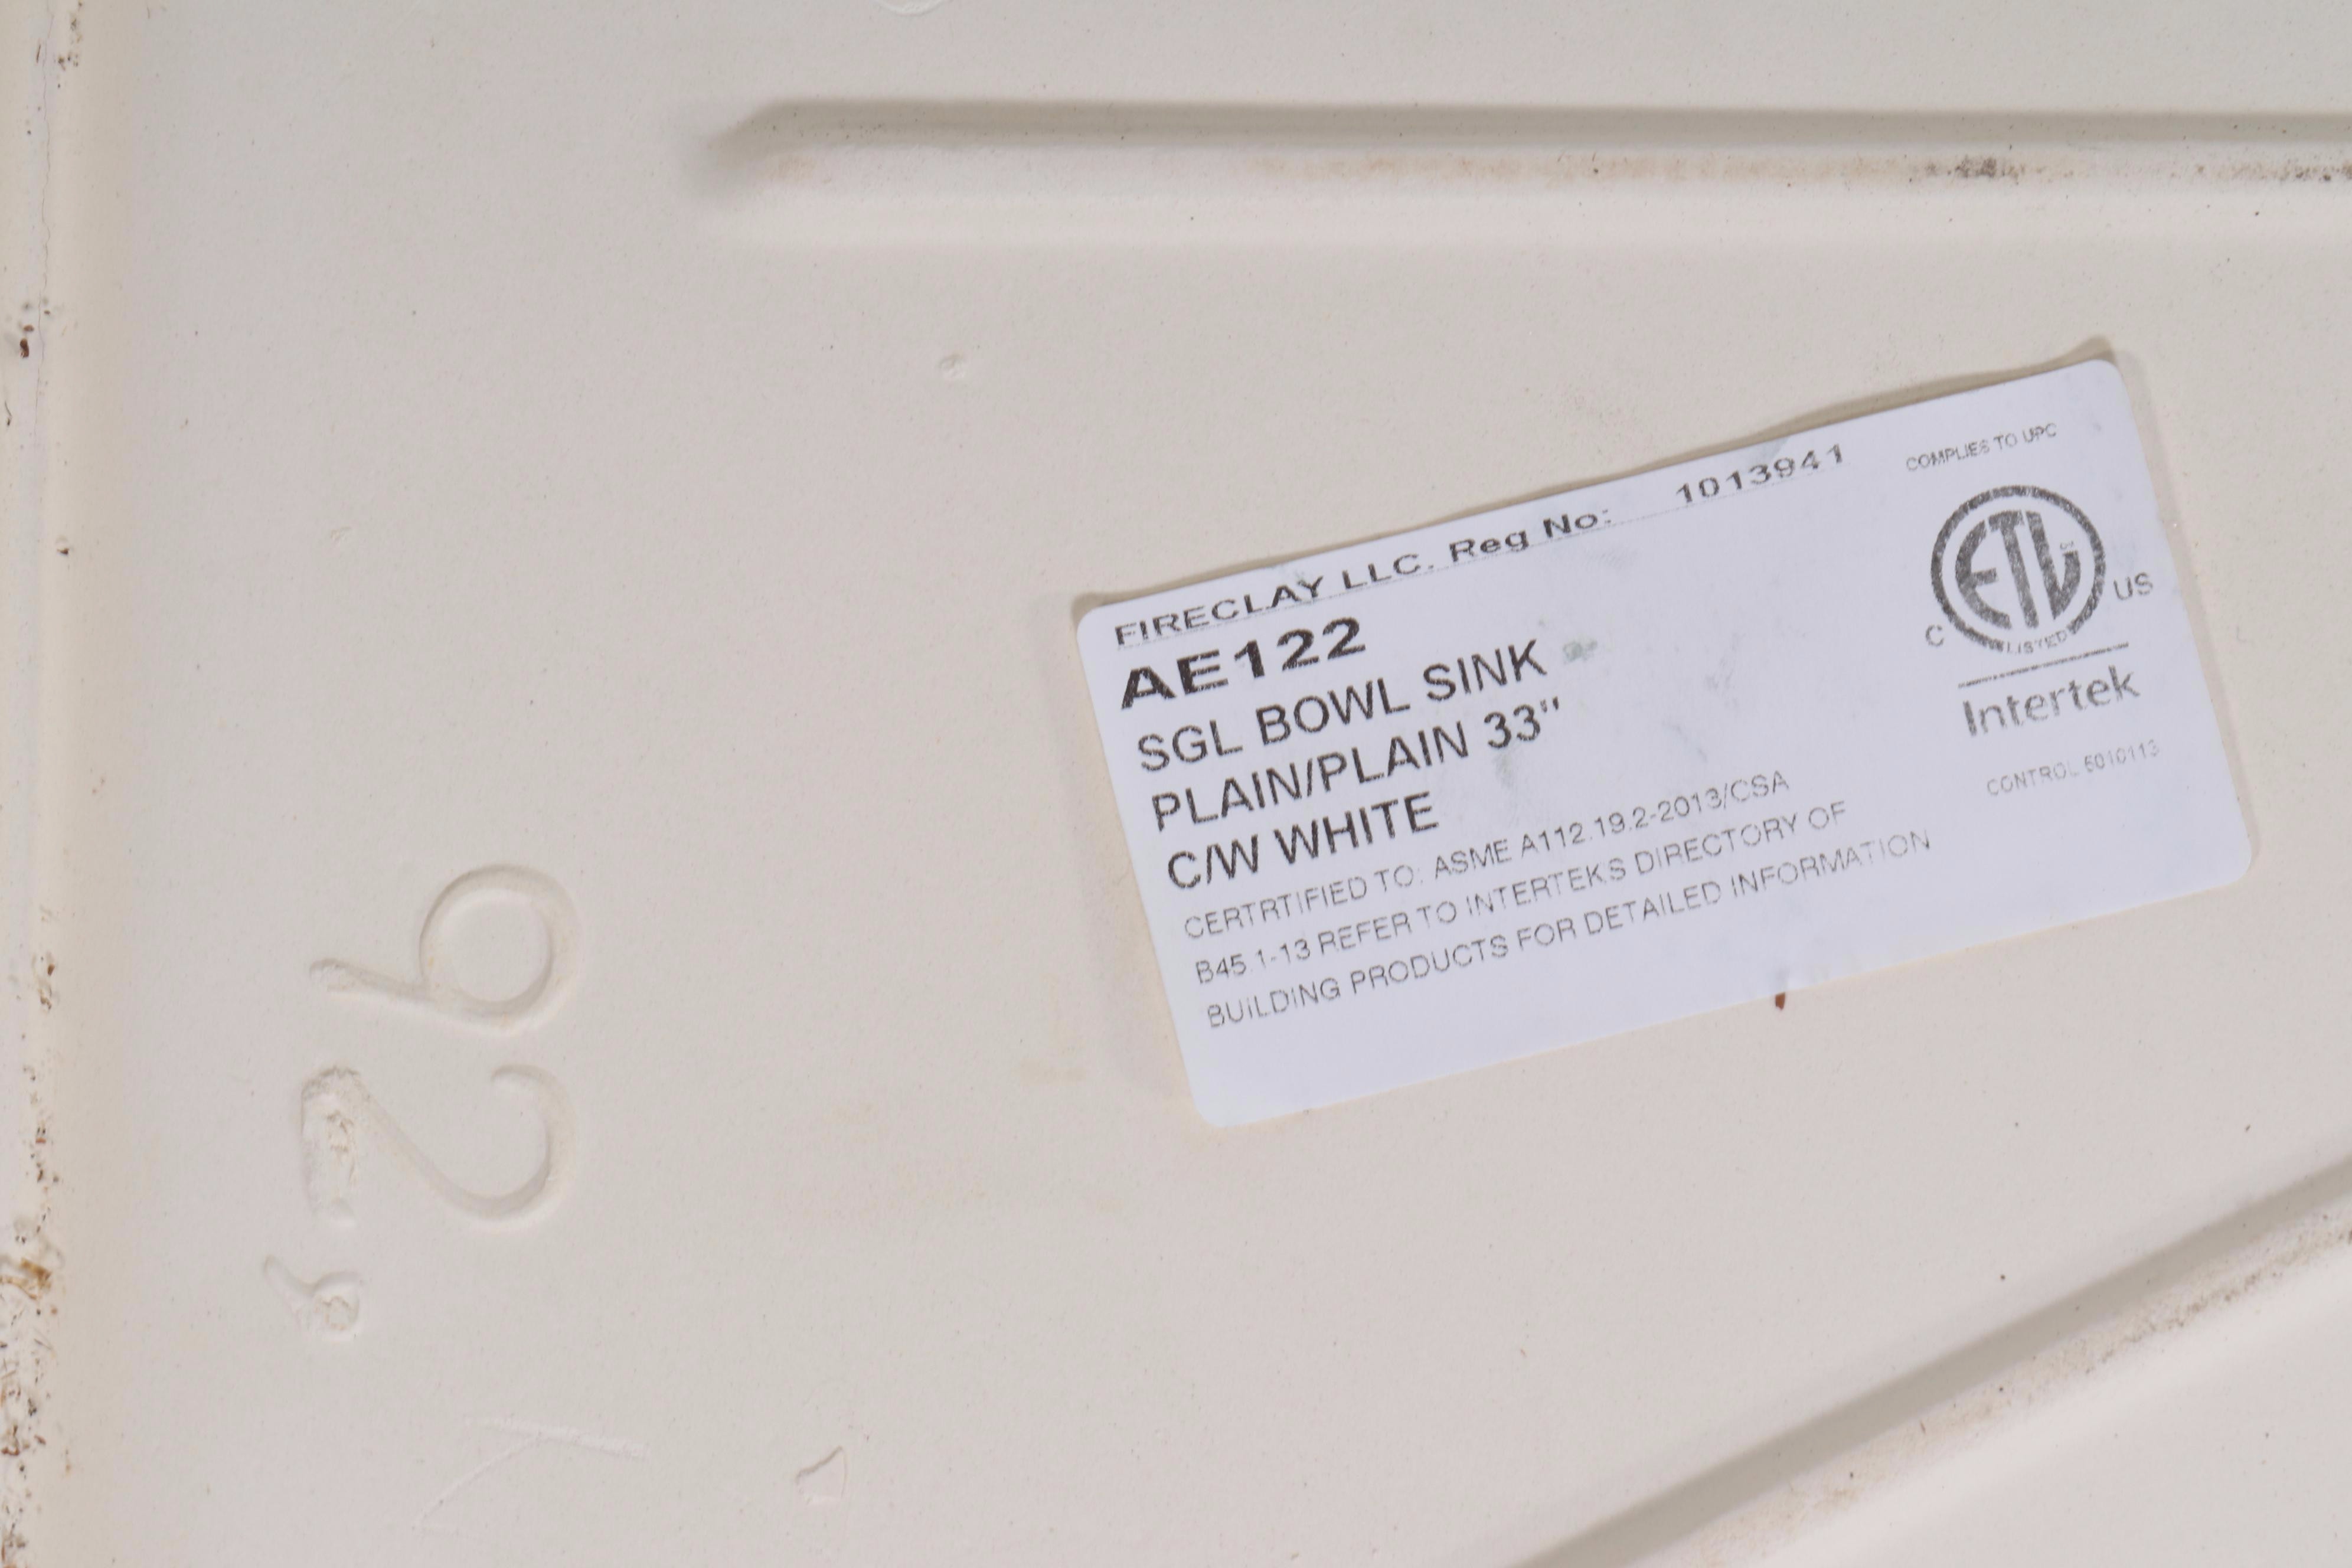 FIRECLAY LLC. Reg No: 1013941
AE122
SGL BOWL SINK
PLAIN/PLAIN 33"
C/W WHITE
CERTRTIFIED TO: ASME A112.19.2-2013/CSA
B45.1-13 REFER TO INTERTEKS DIRECTORY OF
BUILDING PRODUCTS FOR DETAILED INFORMATION
COMPLIES TO UPC
ETL
C LISTED US
Intertek
CONTROL 5010113
92